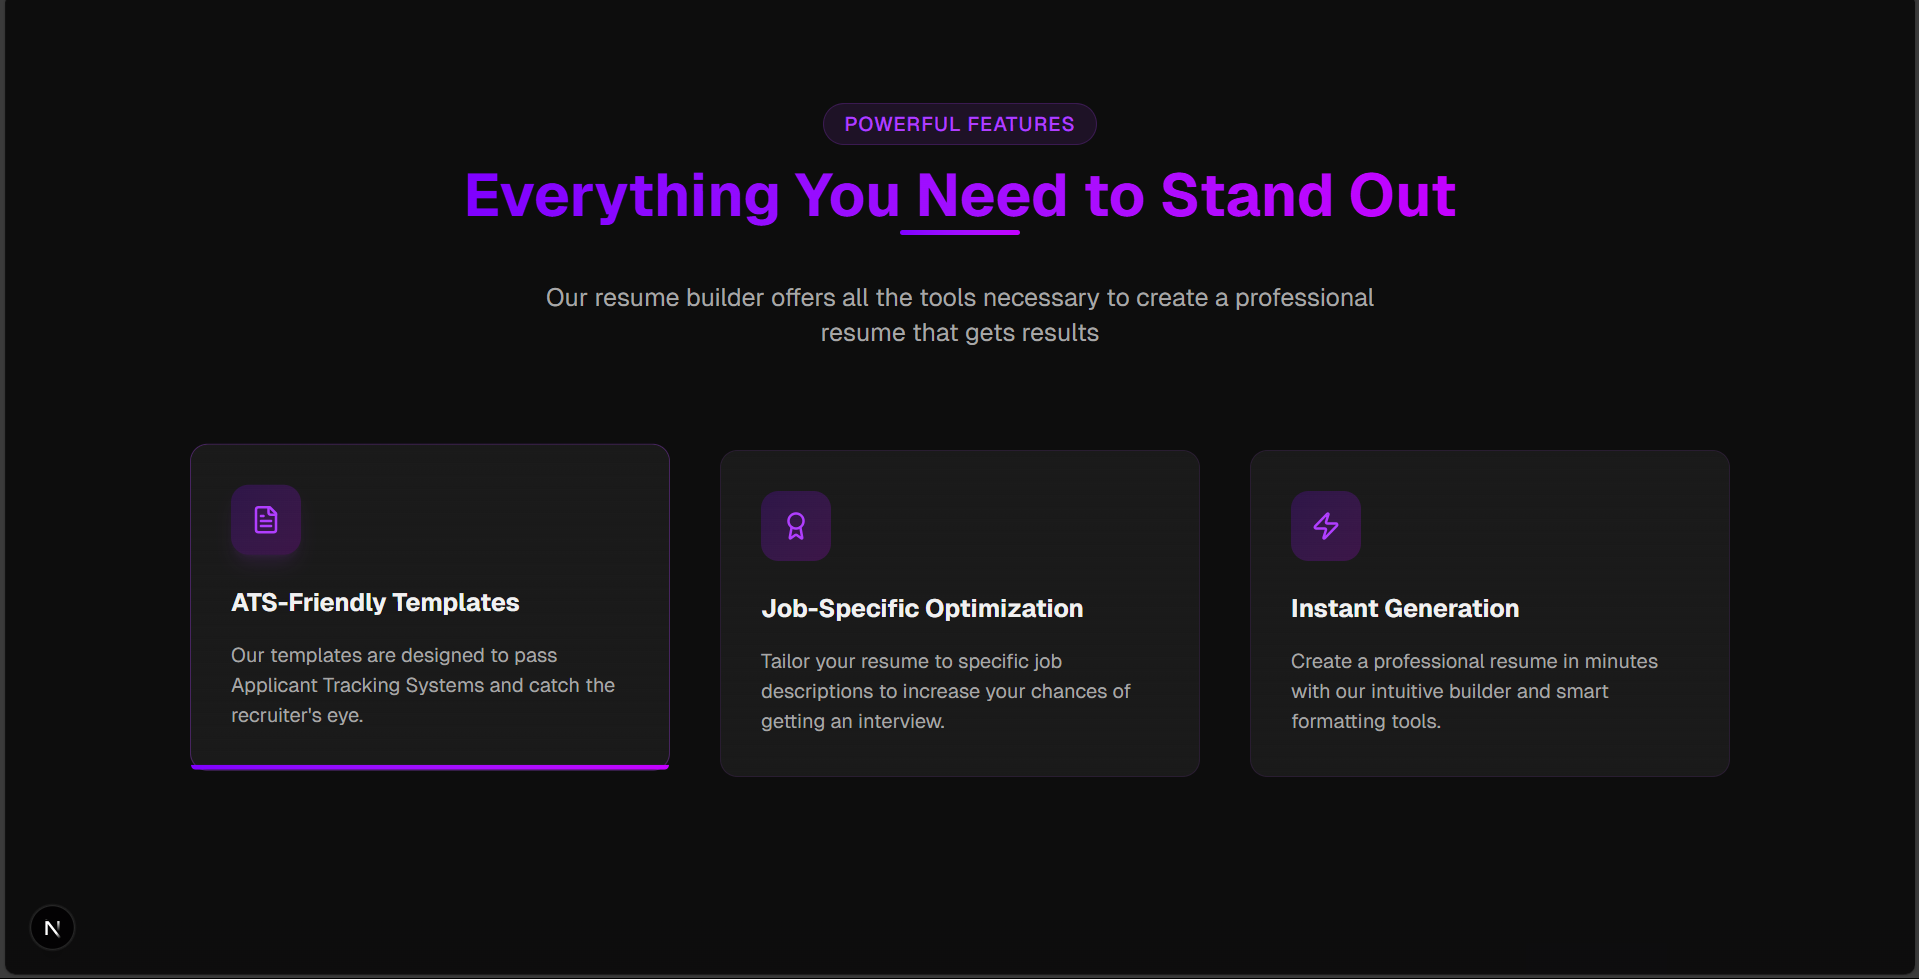 POWERFUL FEATURES
Everything You Need to Stand Out
Our resume builder offers all the tools necessary to create a professional
resume that gets results
ATS-Friendly Templates
Our templates are designed to pass
Applicant Tracking Systems and catch the
recruiter's eye.
Job-Specific Optimization
Tailor your resume to specific job
descriptions to increase your chances of
getting an interview.
Instant Generation
Create a professional resume in minutes
with our intuitive builder and smart
formatting tools.
N